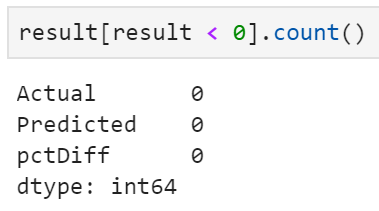 result[result < 0].count()
Actual 0
Predicted 0
pctDiff 0
dtype: int64